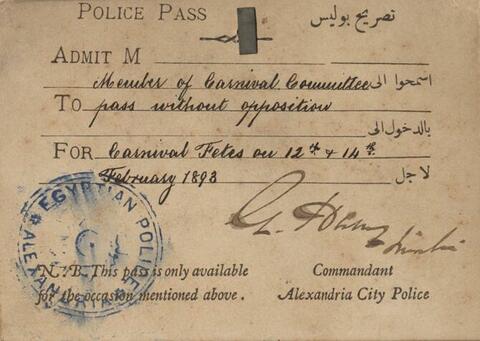 POLICE PASS تصريح بوليس
ADMIT M
Member of Carnival Committee اسمحوا الى
TO pass without opposition
بالدخول الى
FOR Carnival Fetes on 12th & 14th
February 1893 لاجل
EGYPTIAN POLICE
ALEXANDRIA
N.B. This pass is only available Commandant
for the occasion mentioned above. Alexandria City Police